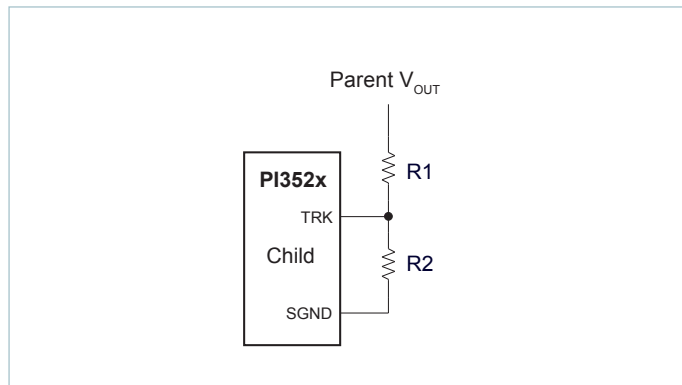 Parent VOUT
R1
PI352x
TRK
Child
R2
SGND